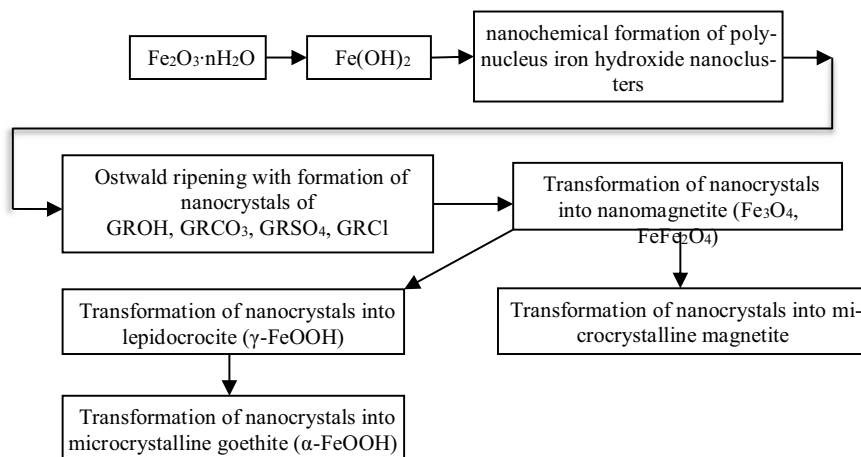 Fe₂O₃·nH₂O
Fe(OH)₂
nanochemical formation of poly-
nucleus iron hydroxide nanoclus-
ters
Ostwald ripening with formation of
nanocrystals of
GROH, GRCO₃, GRSO₄, GRCl
Transformation of nanocrystals
into nanomagnetite (Fe₃O₄,
FeFe₂O₄)
Transformation of nanocrystals into
lepidocrocite (γ-FeOOH)
Transformation of nanocrystals into mi-
crocrystalline magnetite
Transformation of nanocrystals into
microcrystalline goethite (α-FeOOH)